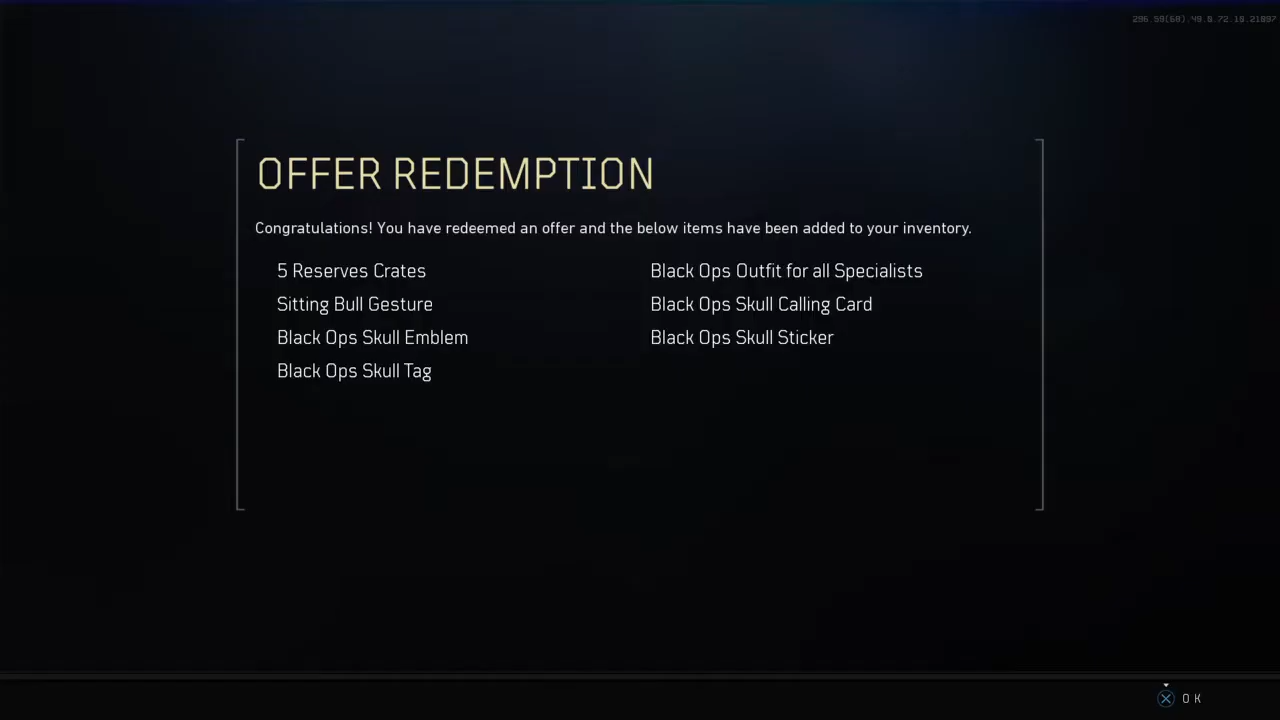 OFFER REDEMPTION
Congratulations! You have redeemed an offer and the below items have been added to your inventory.
5 Reserves Crates
Black Ops Outfit for all Specialists
Sitting Bull Gesture
Black Ops Skull Calling Card
Black Ops Skull Emblem
Black Ops Skull Sticker
Black Ops Skull Tag
OK